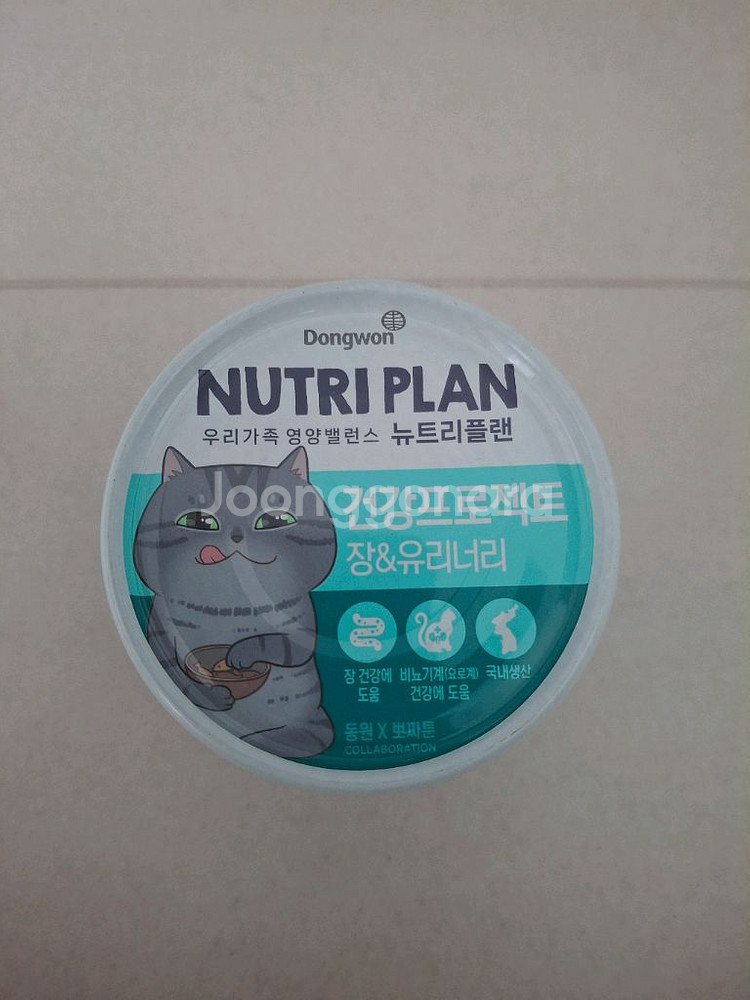 Dongwon
NUTRI PLAN
우리가족 영양밸런스 뉴트리플랜
Joonggonara
건강프로젝트
장&유리너리
장 건강에 도움
비뇨기계(요로계) 건강에 도움
국내생산
동원 X 뽀짜툰
COLLABORATION